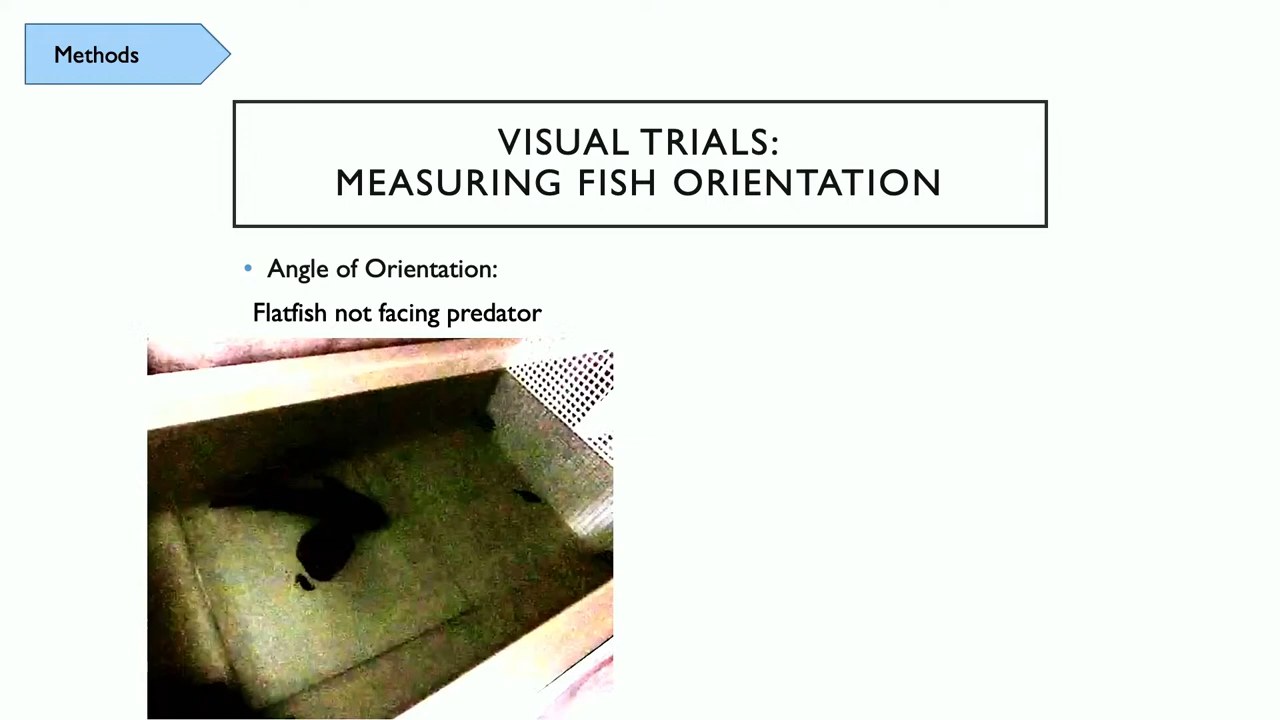 Methods
VISUAL TRIALS:
MEASURING FISH ORIENTATION
• Angle of Orientation:
Flatfish not facing predator